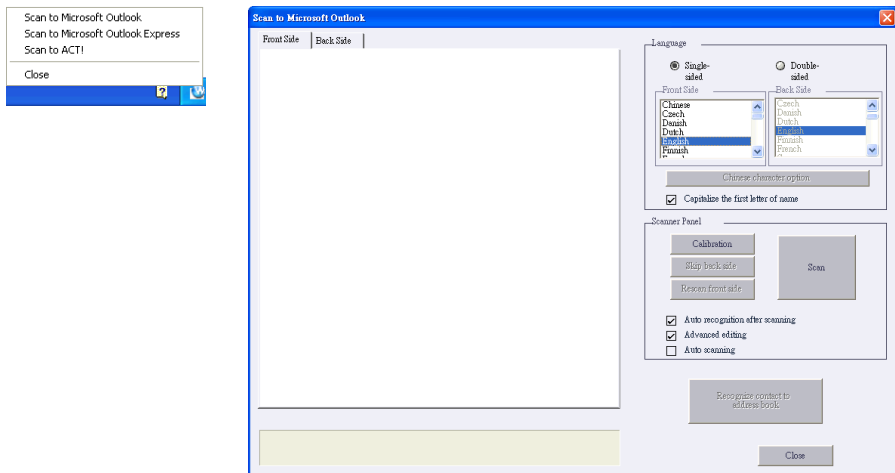 Scan to Microsoft Outlook
Scan to Microsoft Outlook Express
Scan to ACT!
Close
Scan to Microsoft Outlook
Front Side
Back Side
Language
Single-
sided
Double-
sided
Front Side
Chinese
Czech
Danish
Dutch
English
Finnish
Back Side
Czech
Danish
Dutch
English
Finnish
French
Chinese character option
Capitalize the first letter of name
Scanner Panel
Calibration
Skip back side
Rescan front side
Scan
Auto recognition after scanning
Advanced editing
Auto scanning
Recognize contact to
address book
Close